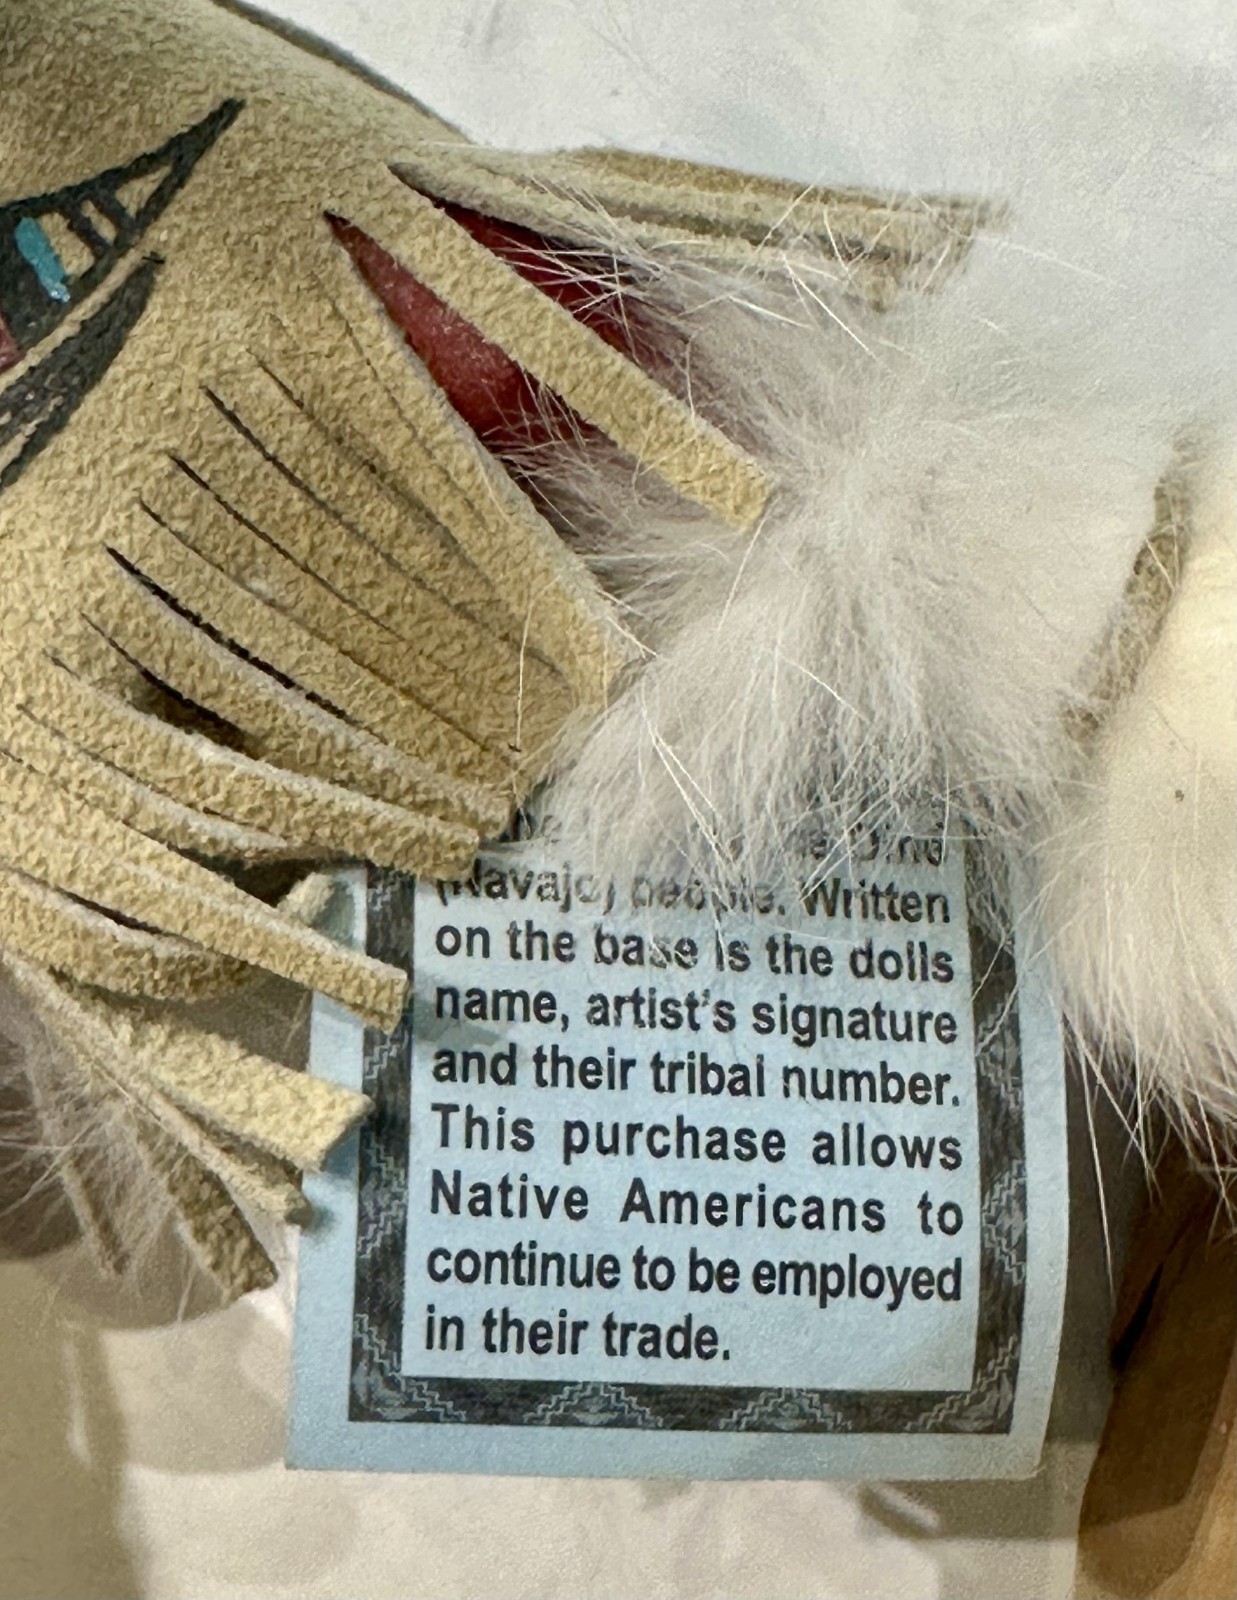 (Navajo) people. Written
on the base is the dolls
name, artist's signature
and their tribal number.
This purchase allows
Native Americans to
continue to be employed
in their trade.